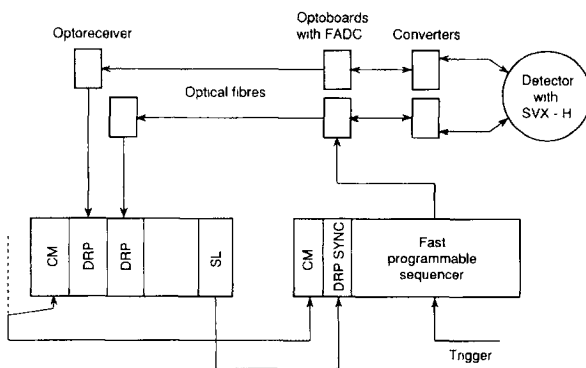 Optoreceiver
Optoboards
with FADC
Converters
Optical fibres
Detector
with
SVX - H
CM
DRP
DRP
SL
CM
DRP SYNC
Fast
programmable
sequencer
Trigger